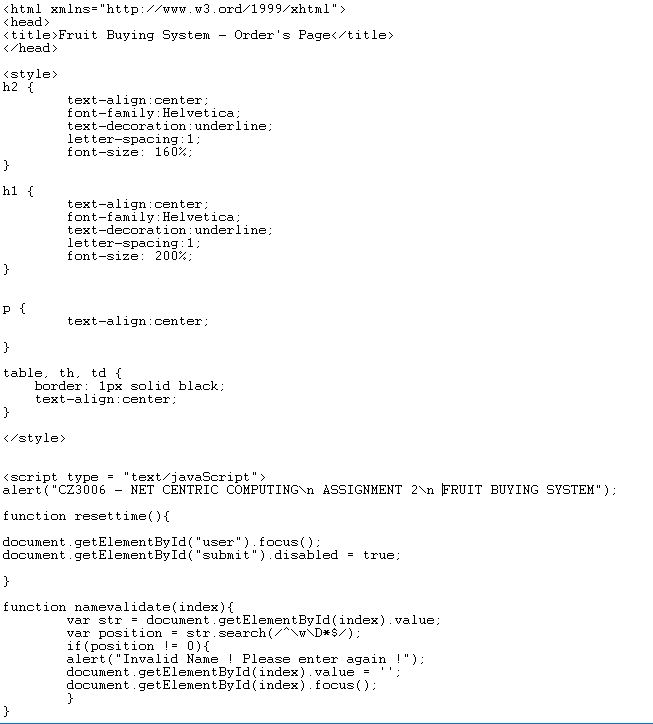 <html xmlns="http://www.w3.ord/1999/xhtml">
<head>
<title>Fruit Buying System - Order's Page</title>
</head>

<style>
h2 {
        text-align:center;
        font-family:Helvetica;
        text-decoration:underline;
        letter-spacing:1;
        font-size: 160%;
}

h1 {
        text-align:center;
        font-family:Helvetica;
        text-decoration:underline;
        letter-spacing:1;
        font-size: 200%;
}


p {
        text-align:center;

}

table, th, td {
    border: 1px solid black;
    text-align:center;
}

</style>


<script type = "text/javaScript">
alert("CZ3006 - NET CENTRIC COMPUTING\n ASSIGNMENT 2\n FRUIT BUYING SYSTEM");

function resettime(){

document.getElementById("user").focus();
document.getElementById("submit").disabled = true;

}

function namevalidate(index){
        var str = document.getElementById(index).value;
        var position = str.search(/^\w\D*$/);
        if(position != 0){
        alert("Invalid Name ! Please enter again !");
        document.getElementById(index).value = '';
        document.getElementById(index).focus();
        }
}